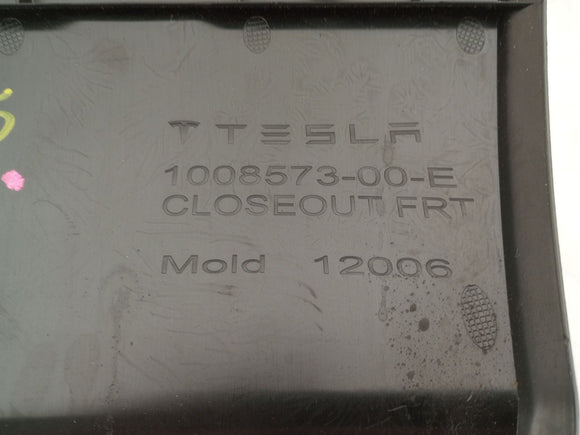 TESLA
1008573-00-E
CLOSEOUT FRT
Mold 12006